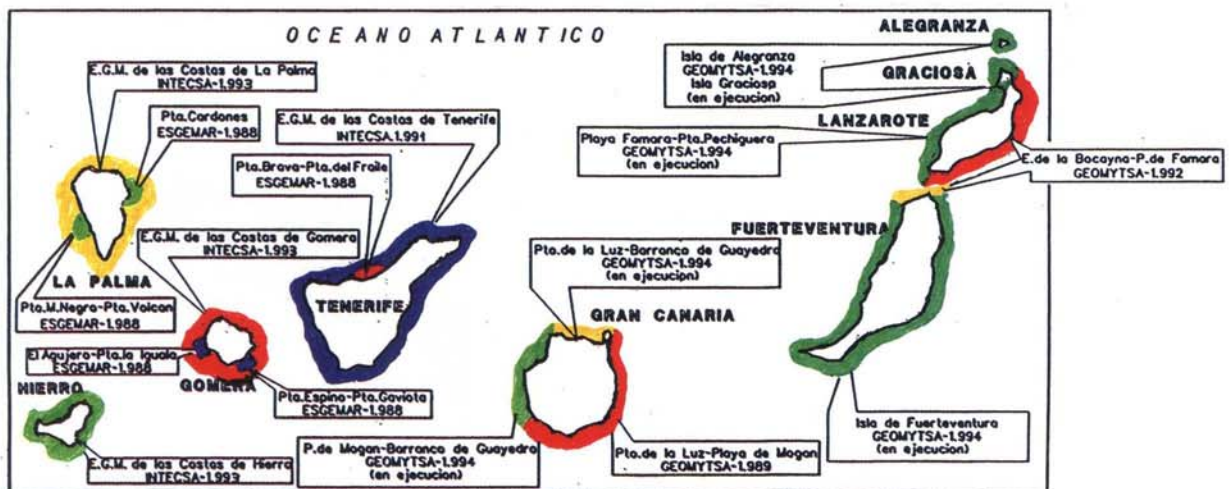 OCEANO ATLANTICO
ALEGRANZA
Isla de Alegranza
GEOMYTSA-1.994
Isla Graciosa
(en ejecucion)
GRACIOSA
LANZAROTE
E.G.M. de las Costas de La Palma
INTECSA-1.993
Pta.Cardones
ESGEMAR-1.988
E.G.M. de las Costas de Tenerife
INTECSA.1.991
Playa Famara-Pta.Pechiguera
GEOMYTSA-1.994
(en ejecucion)
Pta.Brava-Pta.del Fraile
ESGEMAR-1.988
E.de la Bocayna-P.de Famara
GEOMYTSA-1.992
E.G.M. de las Costas de Gomera
INTECSA-1.993
FUERTEVENTURA
Pto.de la Luz-Barranco de Guayedra
GEOMYTSA-1.994
(en ejecucion)
LA PALMA
Pta.M.Negro-Pta.Volcan
ESGEMAR-1.988
TENERIFE
GRAN CANARIA
El Agujero-Pta.la Iguala
ESGEMAR-1.988
HIERRO
GOMERA
Pta.Espino-Pta.Gaviota
ESGEMAR-1.988
Isla de Fuerteventura
GEOMYTSA-1.994
(en ejecucion)
E.G.M. de las Costas de Hierro
INTECSA-1.993
P.de Mogan-Barranco de Guayedra
GEOMYTSA-1.994
(en ejecucion)
Pto.de la Luz-Playa de Mogan
GEOMYTSA-1.989